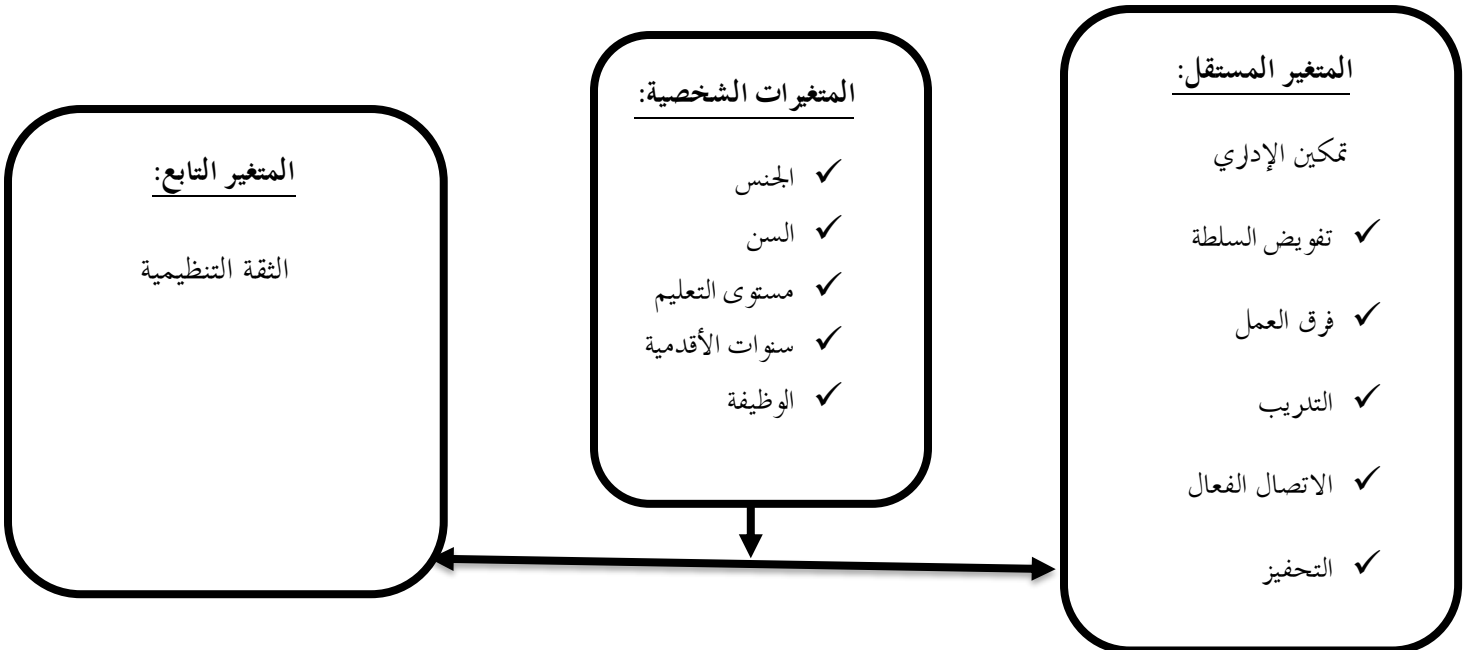 المتغير المستقل:
تمكين الإداري
✓ تفويض السلطة
✓ فرق العمل
✓ التدريب
✓ الاتصال الفعال
✓ التحفيز
المتغيرات الشخصية:
✓ الجنس
✓ السن
✓ مستوى التعليم
✓ سنوات الأقدمية
✓ الوظيفة
المتغير التابع:
الثقة التنظيمية